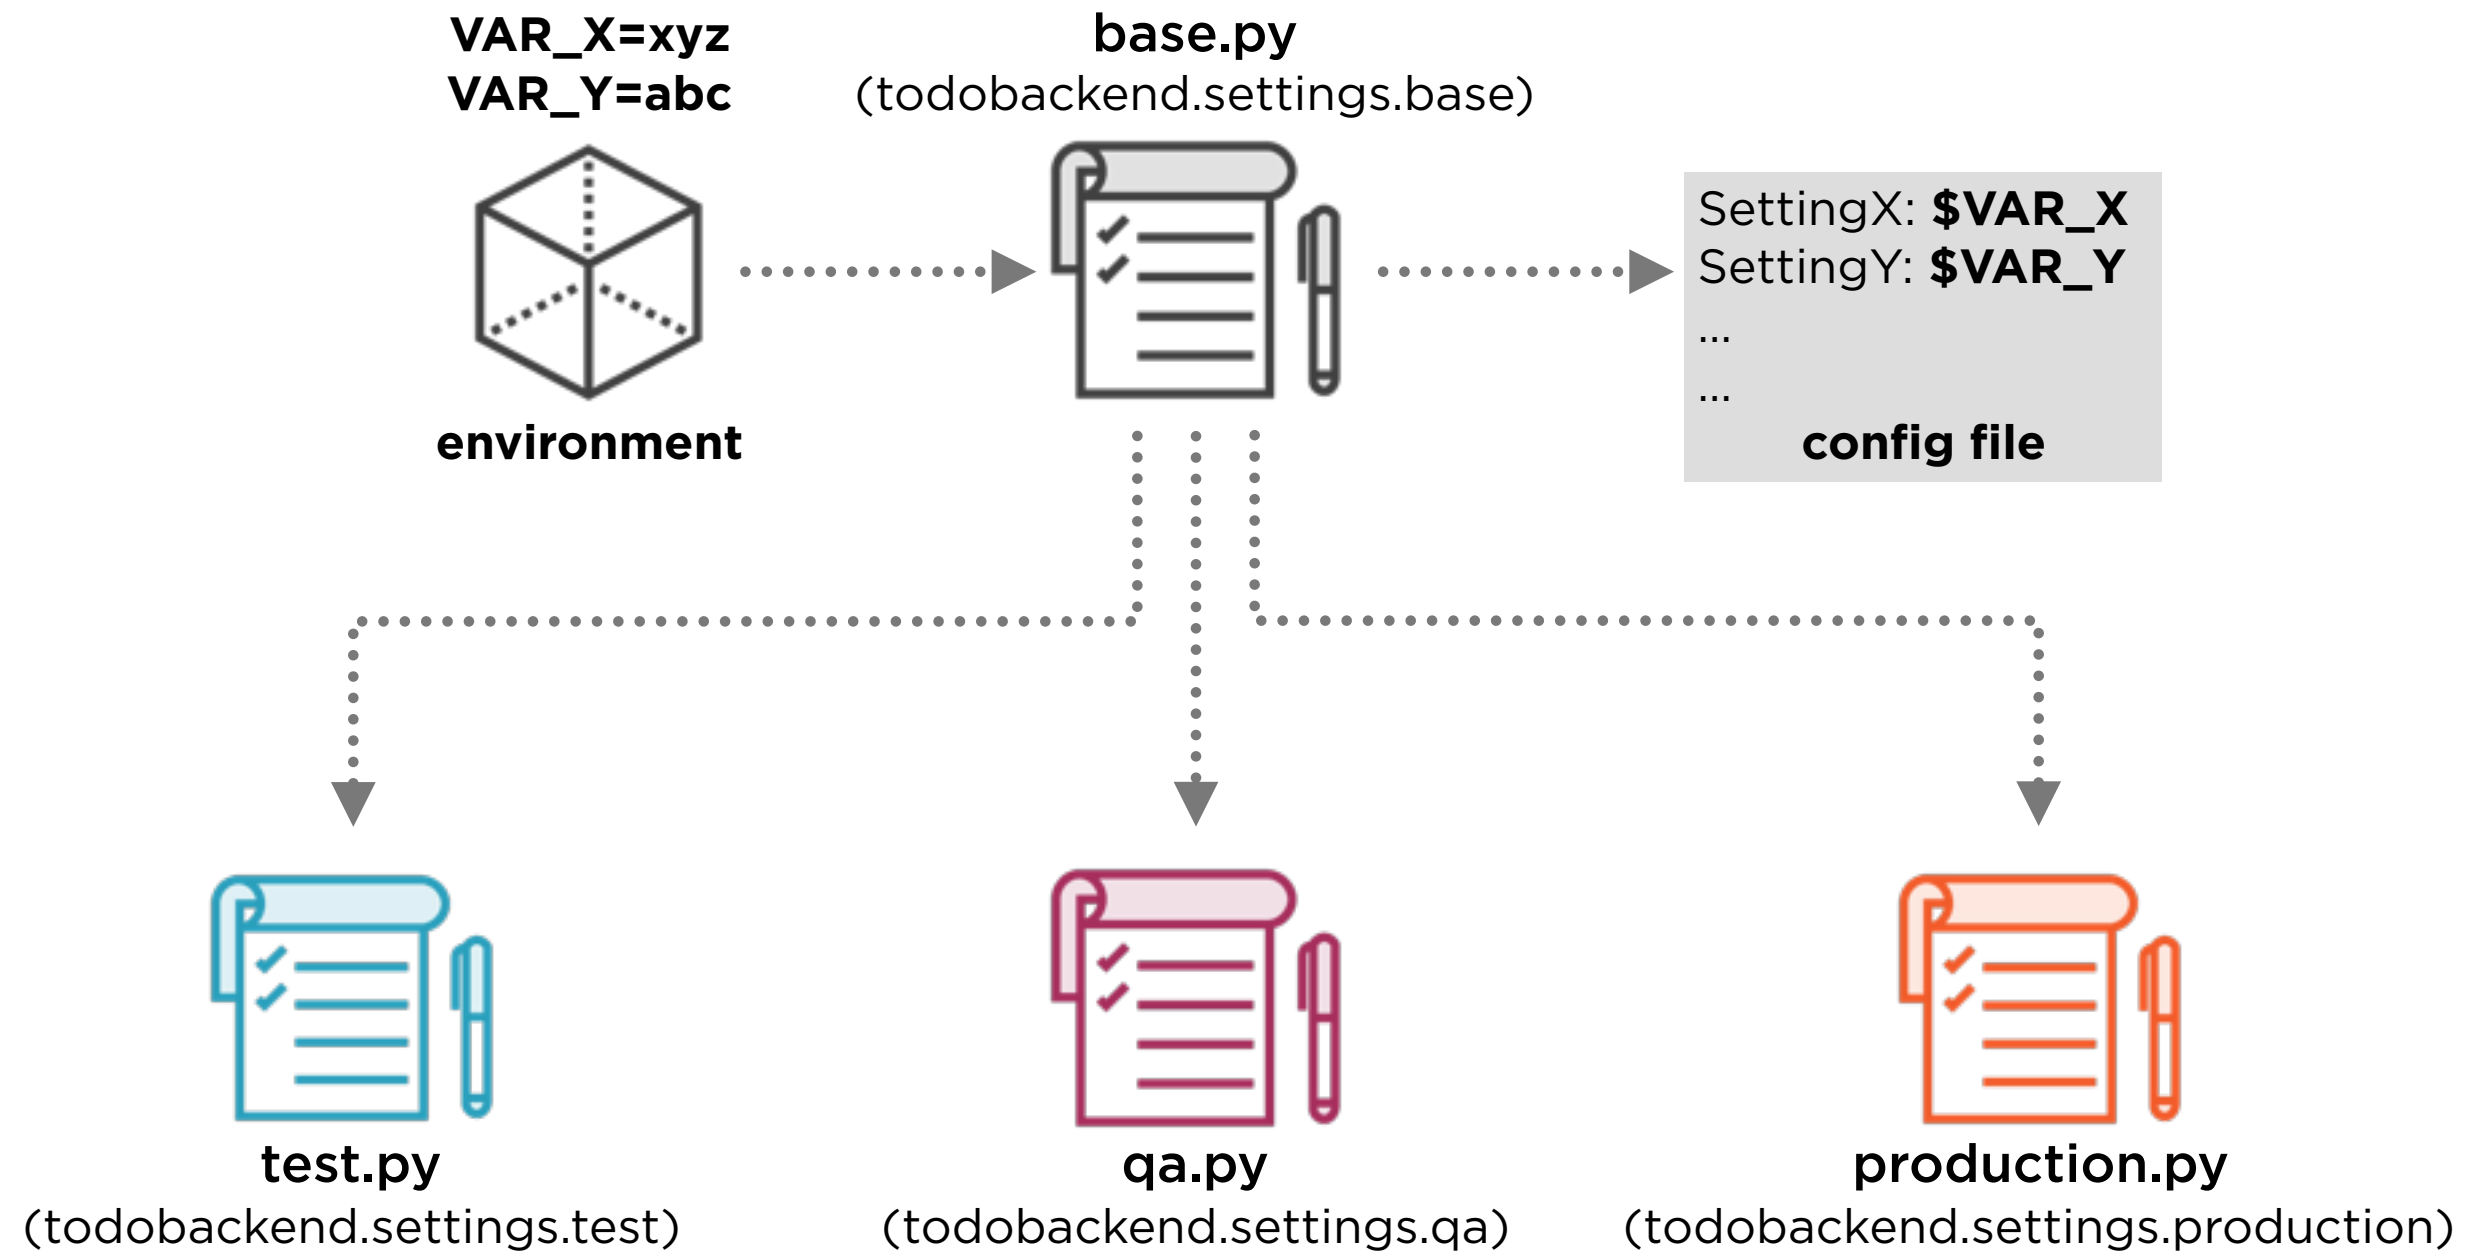 VAR_X=xyz
VAR_Y=abc
environment
base.py
(todobackend.settings.base)
SettingX: $VAR_X
SettingY: $VAR_Y
...
...
config file
test.py
(todobackend.settings.test)
qa.py
(todobackend.settings.qa)
production.py
(todobackend.settings.production)